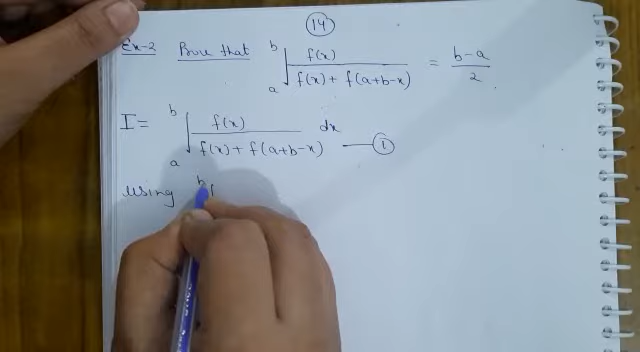 14
Ex-2 Prove that ∫ₐᵇ f(x) / (f(x) + f(a+b-x)) = (b-a)/2.
I = ∫ₐᵇ f(x) / (f(x) + f(a+b-x)) dx — 1
using b∫